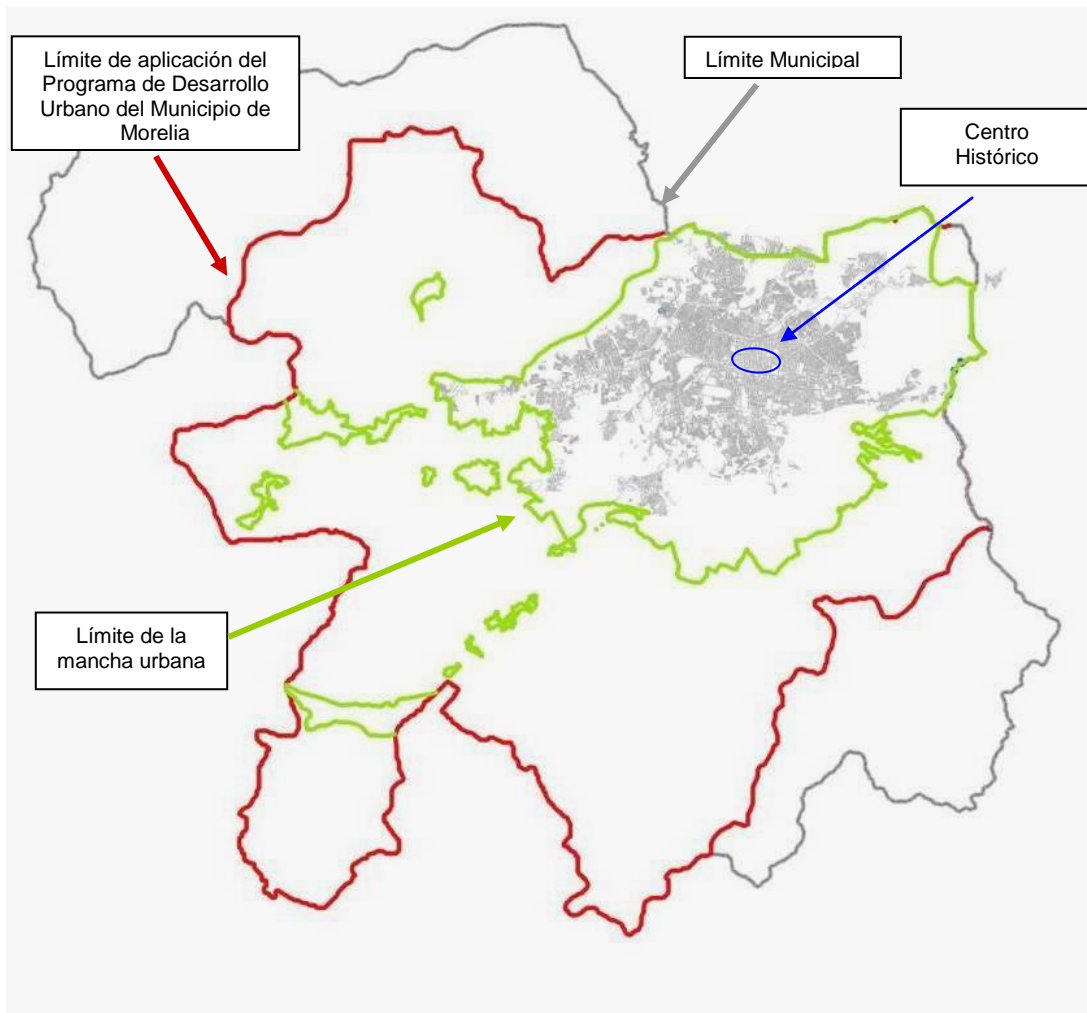 Límite de aplicación del
Programa de Desarrollo
Urbano del Municipio de
Morelia
Límite Municipal
Centro
Histórico
Límite de la
mancha urbana